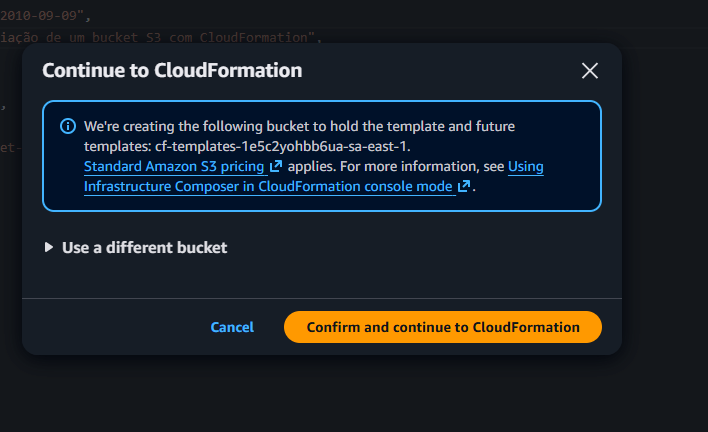 2010-09-09",
iação de um bucket S3 com CloudFormation",
Continue to CloudFormation
We're creating the following bucket to hold the template and future
templates: cf-templates-1e5c2yohbb6ua-sa-east-1.
Standard Amazon S3 pricing applies. For more information, see Using
Infrastructure Composer in CloudFormation console mode.
,
et-
Use a different bucket
Cancel
Confirm and continue to CloudFormation